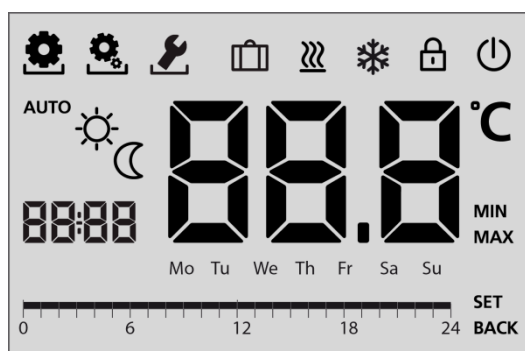 AUTO
88.8
°C
88:88
MIN
MAX
Mo Tu We Th Fr Sa Su
SET
0 6 12 18 24
BACK